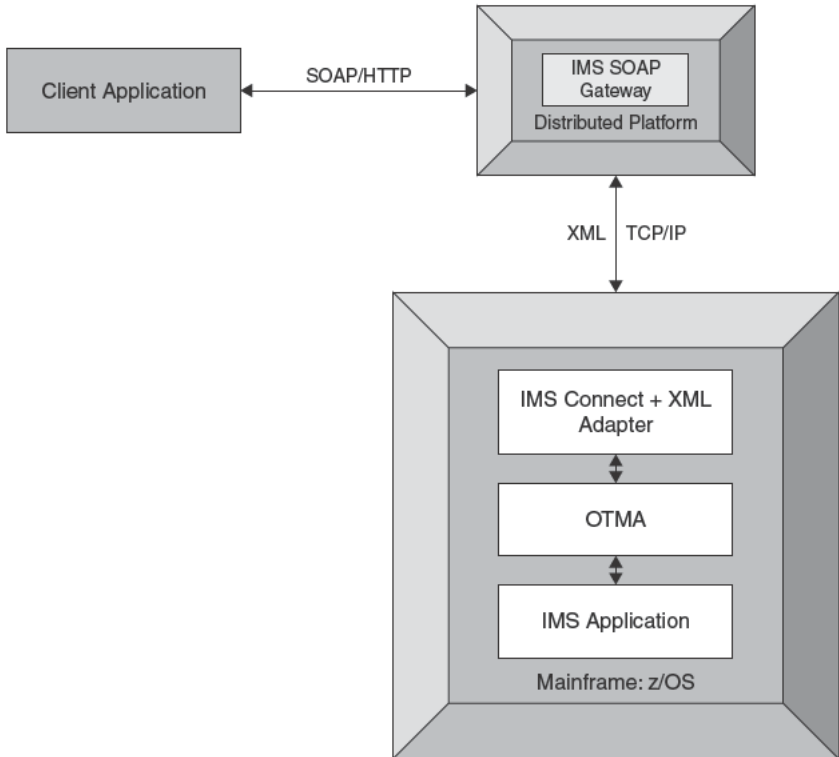 Client Application
SOAP/HTTP
IMS SOAP
Gateway
Distributed Platform
XML TCP/IP
IMS Connect + XML
Adapter
OTMA
IMS Application
Mainframe: z/OS